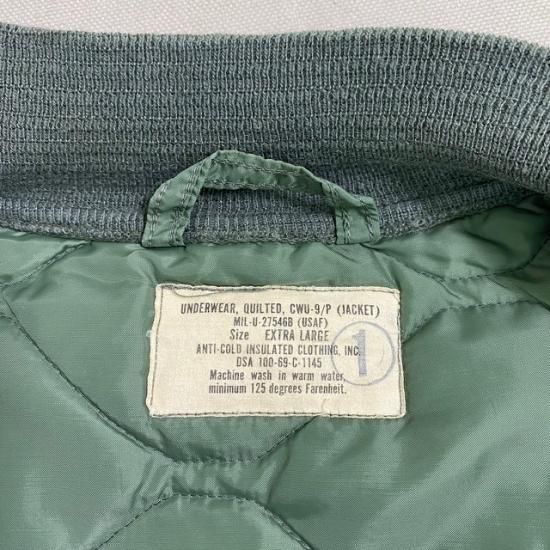 UNDERWEAR, QUILTED, CWU-9/P (JACKET)
MIL-U-27546B (USAF)
Size EXTRA LARGE
ANTI-COLD INSULATED CLOTHING, INC.
DSA 100-69-C-1145
Machine wash in warm water,
minimum 125 degrees Farenheit.
1